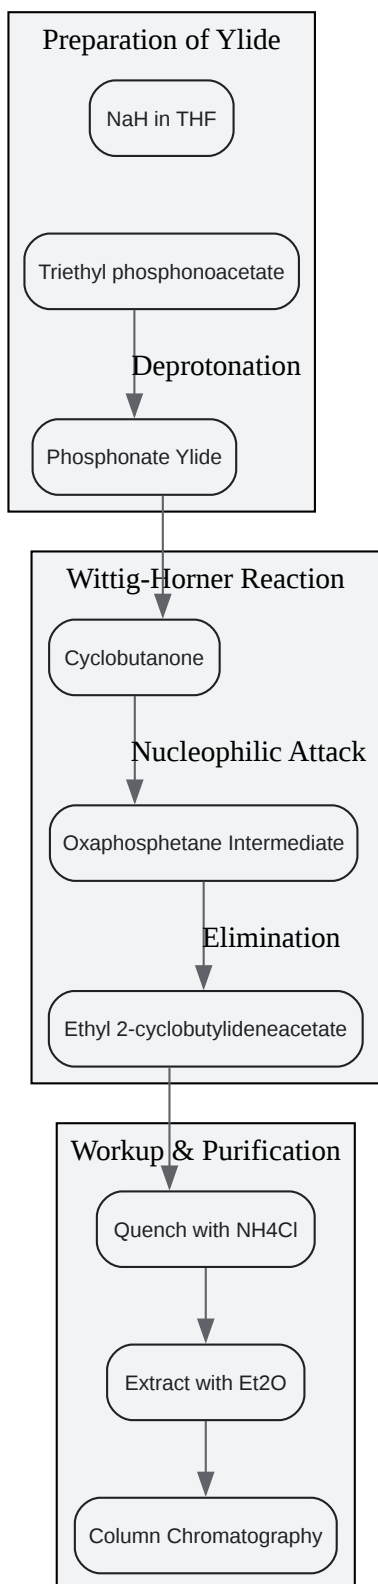 Preparation of Ylide
NaH in THF
Triethyl phosphonoacetate
Deprotonation
Phosphonate Ylide
Wittig-Horner Reaction
Cyclobutanone
Nucleophilic Attack
Oxaphosphetane Intermediate
Elimination
Ethyl 2-cyclobutylideneacetate
Workup & Purification
Quench with NH4Cl
Extract with Et2O
Column Chromatography